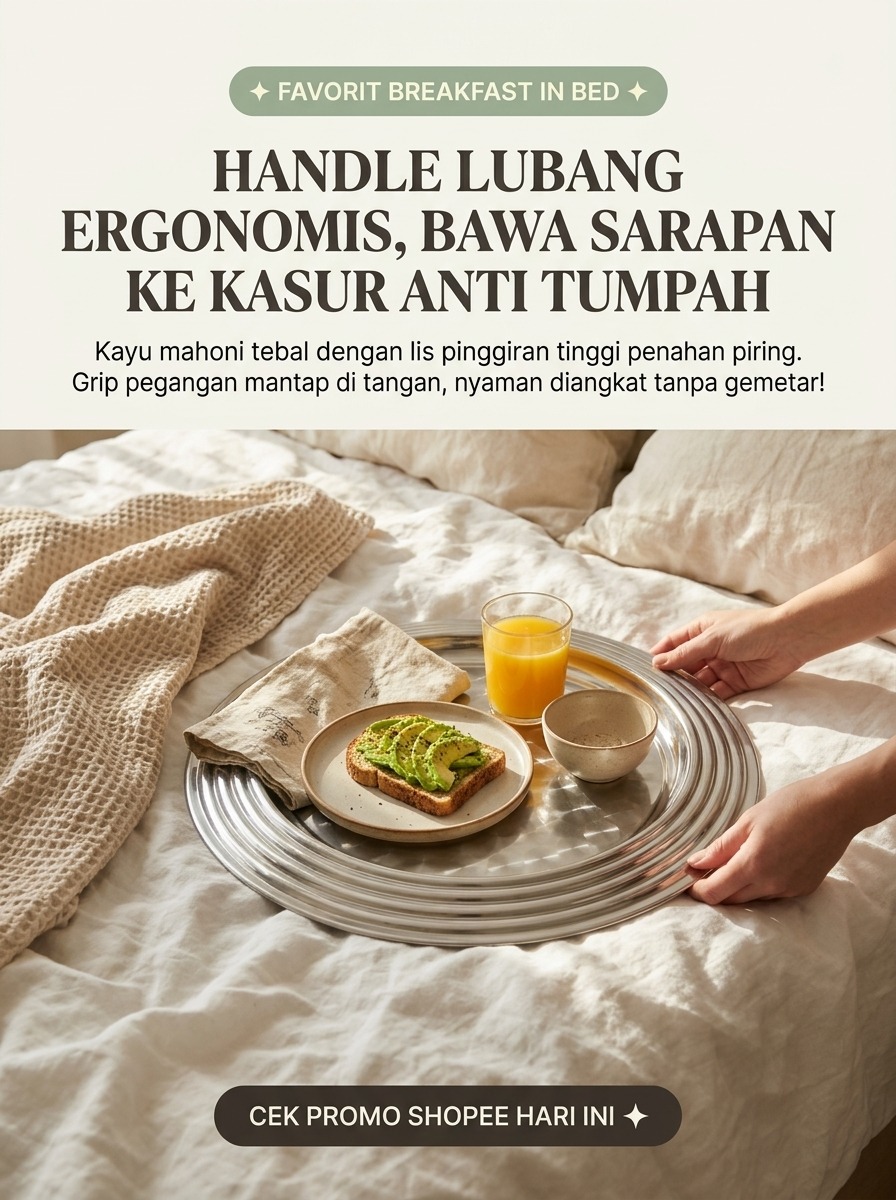 ✦ FAVORIT BREAKFAST IN BED ✦
HANDLE LUBANG
ERGONOMIS, BAWA SARAPAN
KE KASUR ANTI TUMPAH
Kayu mahoni tebal dengan lis pinggiran tinggi penahan piring.
Grip pegangan mantap di tangan, nyaman diangkat tanpa gemetar!
CEK PROMO SHOPEE HARI INI ✦